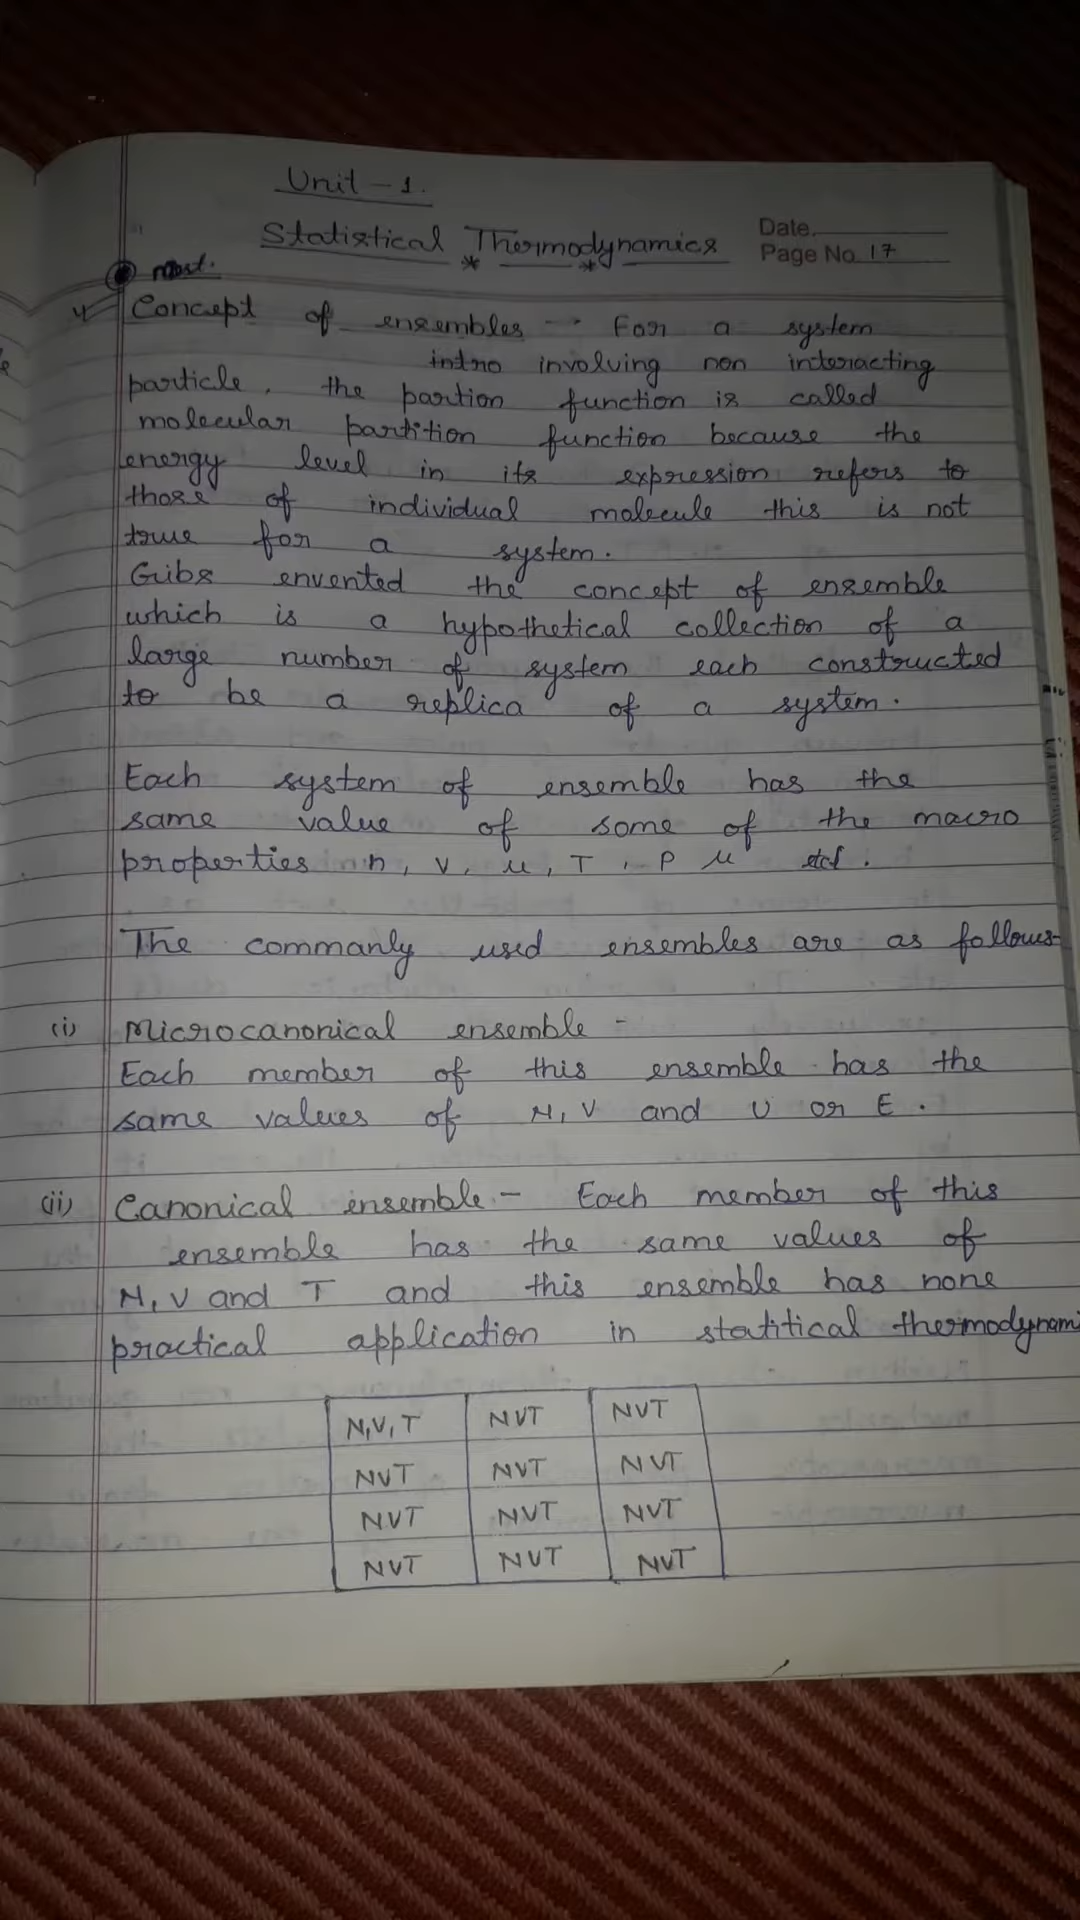 Unit - 1.
Statistical Thermodynamics
Date.
Page No. 17
most.
Concept of ensembles → For a system
intro involving non interacting
particle, the partion function is called
molecular partition function because the
energy level in its expression refers to
those of individual molecule this is not
true for a system.
Gibs envented the concept of ensemble
which is a hypothetical collection of a
large number of system each constructed
to be a replica of a system.
Each system of ensemble has the
same value of some of the macro
properties n, V, u, T, P μ etc.
The commanly used ensembles are as follows-
(i) Microcanonical ensemble -
Each member of this ensemble has the
same values of N, V and U or E.
(ii) Canonical ensemble - Each member of this
ensemble has the same values of
N, V and T and this ensemble has none
practical application in statitical thermodynami
N, V, T NVT NVT
NVT NVT NVT
NVT NVT NVT
NVT NVT NVT